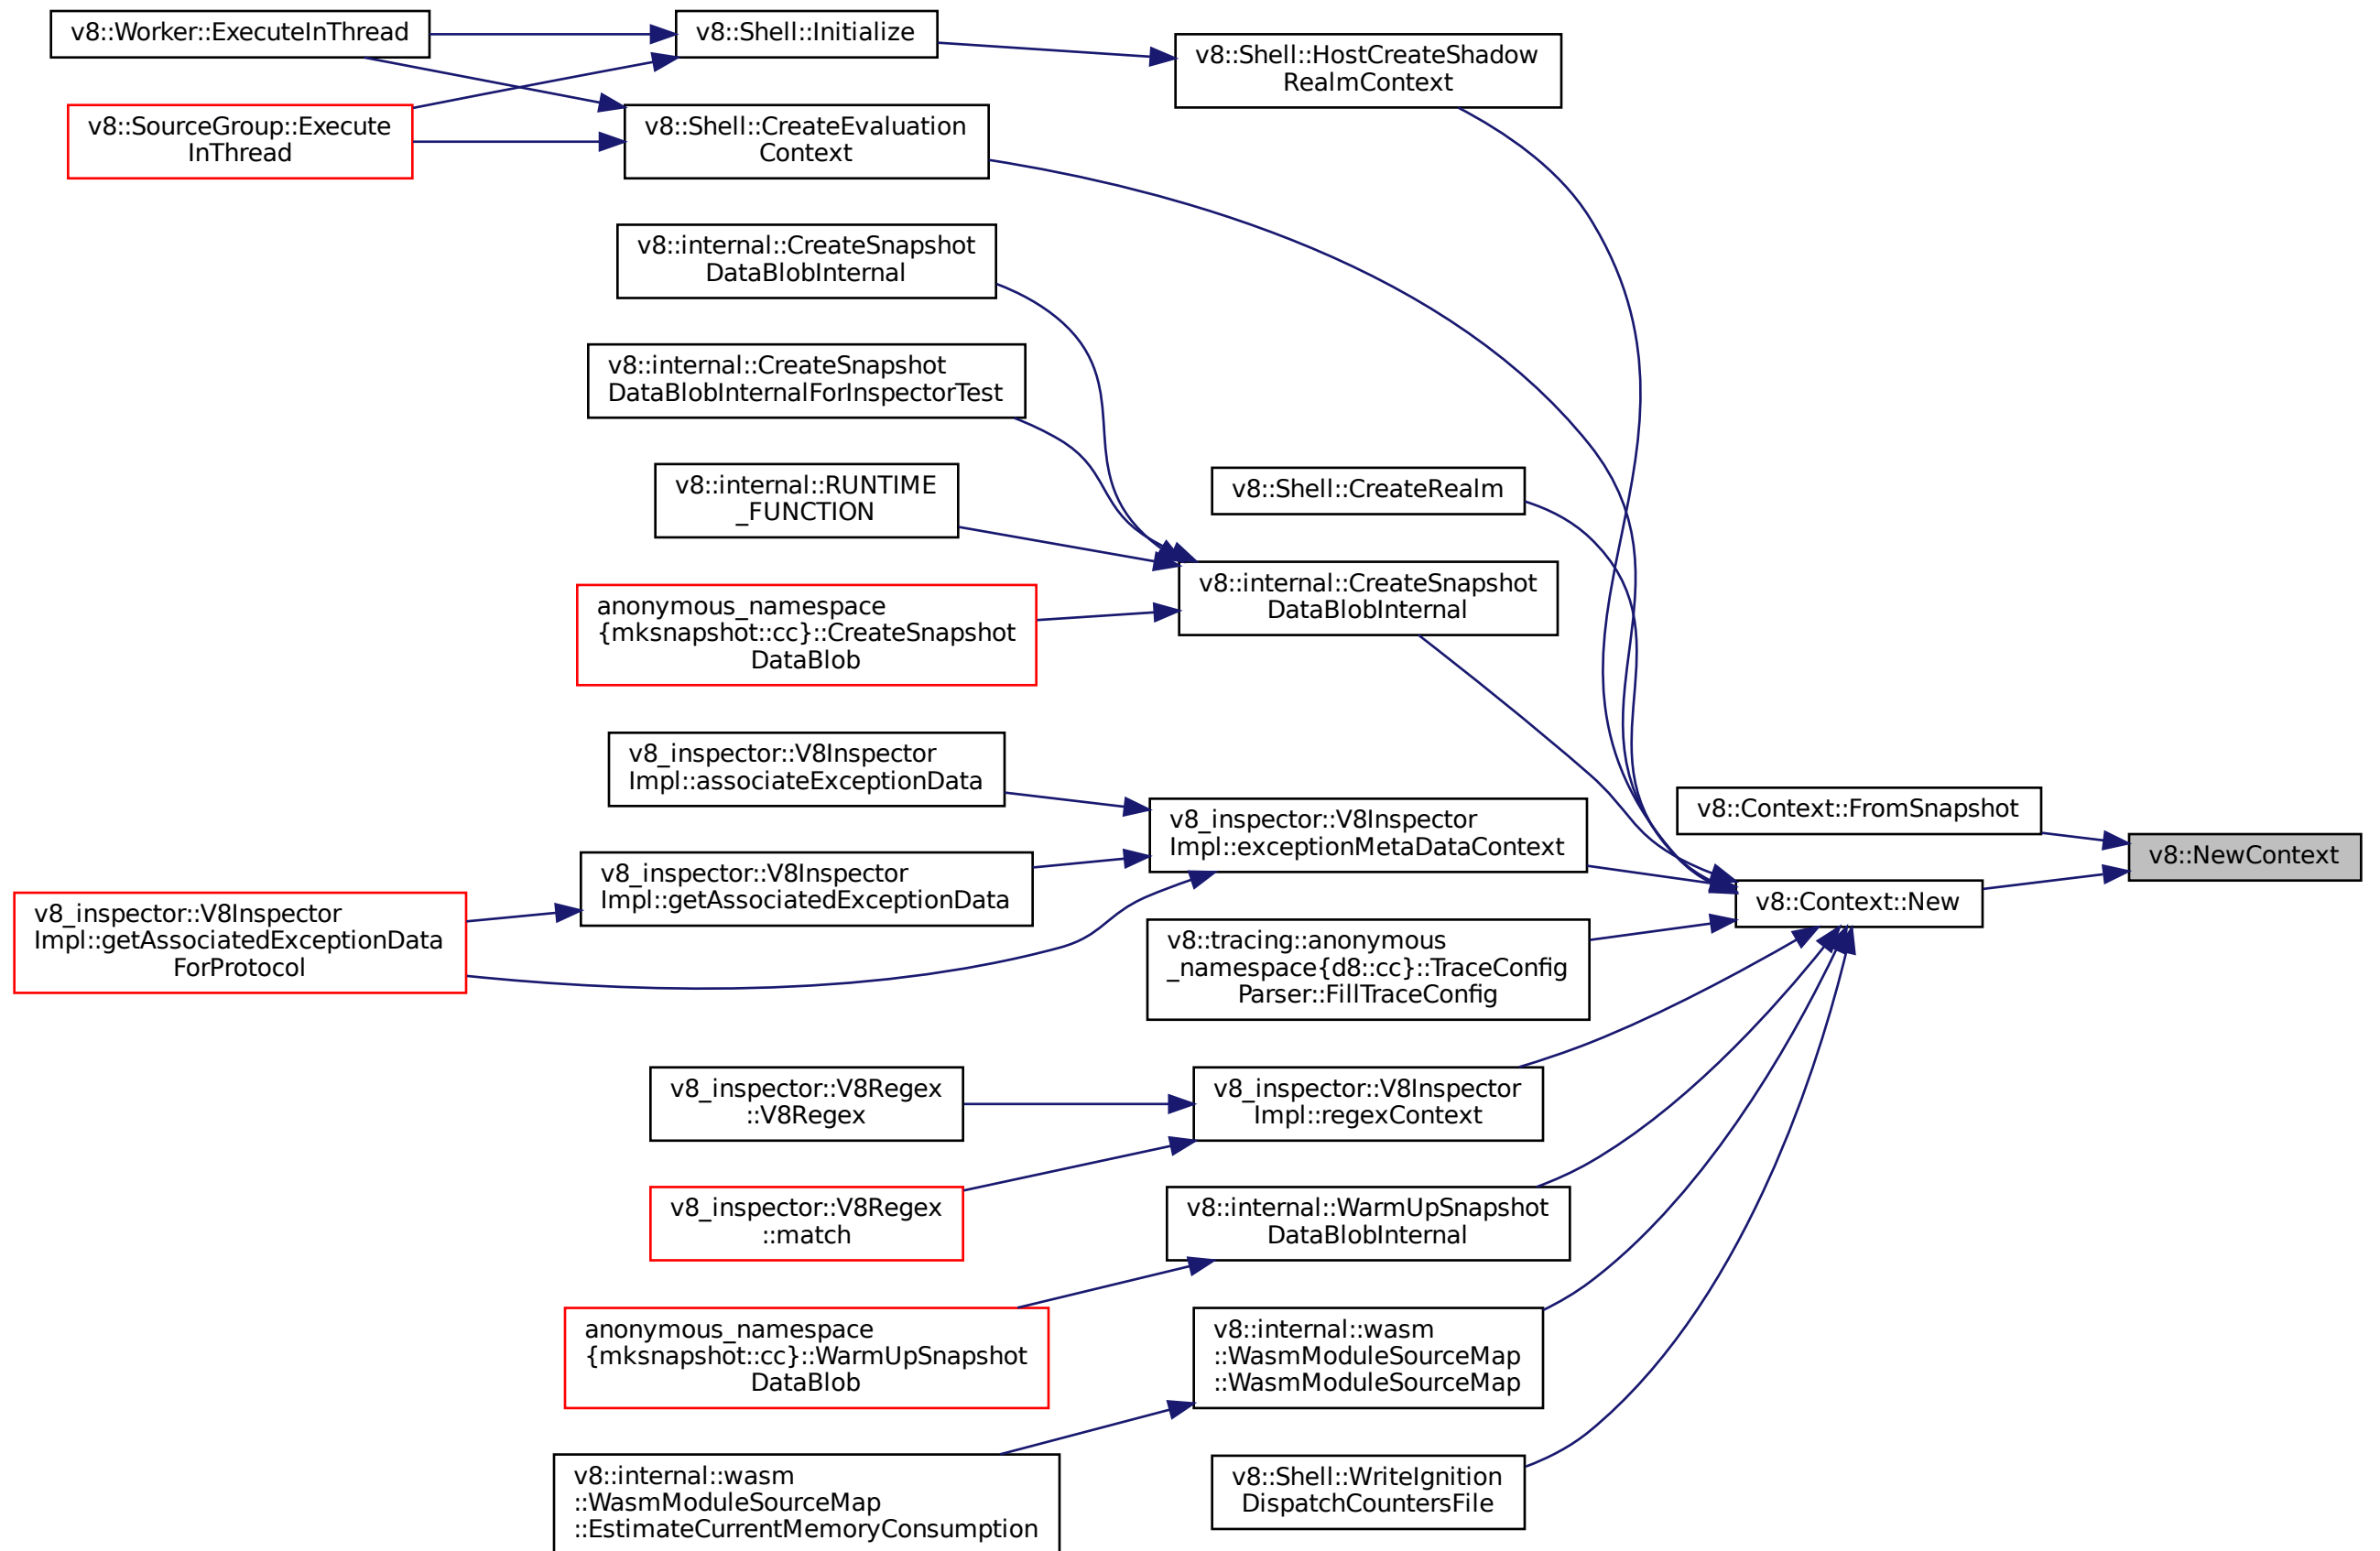 v8::Worker::ExecuteInThread
v8::Shell::Initialize
v8::Shell::HostCreateShadow
RealmContext
v8::SourceGroup::Execute
InThread
v8::Shell::CreateEvaluation
Context
v8::internal::CreateSnapshot
DataBlobInternal
v8::internal::CreateSnapshot
DataBlobInternalForInspectorTest
v8::internal::RUNTIME
_FUNCTION
v8::Shell::CreateRealm
v8::internal::CreateSnapshot
DataBlobInternal
anonymous_namespace
{mksnapshot::cc}::CreateSnapshot
DataBlob
v8_inspector::V8Inspector
Impl::associateExceptionData
v8_inspector::V8Inspector
Impl::exceptionMetaDataContext
v8::Context::FromSnapshot
v8::NewContext
v8_inspector::V8Inspector
Impl::getAssociatedExceptionData
v8::Context::New
v8_inspector::V8Inspector
Impl::getAssociatedExceptionData
ForProtocol
v8::tracing::anonymous
_namespace{d8::cc}::TraceConfig
Parser::FillTraceConfig
v8_inspector::V8Regex
::V8Regex
v8_inspector::V8Inspector
Impl::regexContext
v8_inspector::V8Regex
::match
v8::internal::WarmUpSnapshot
DataBlobInternal
anonymous_namespace
{mksnapshot::cc}::WarmUpSnapshot
DataBlob
v8::internal::wasm
::WasmModuleSourceMap
::WasmModuleSourceMap
v8::internal::wasm
::WasmModuleSourceMap
::EstimateCurrentMemoryConsumption
v8::Shell::WriteIgnition
DispatchCountersFile